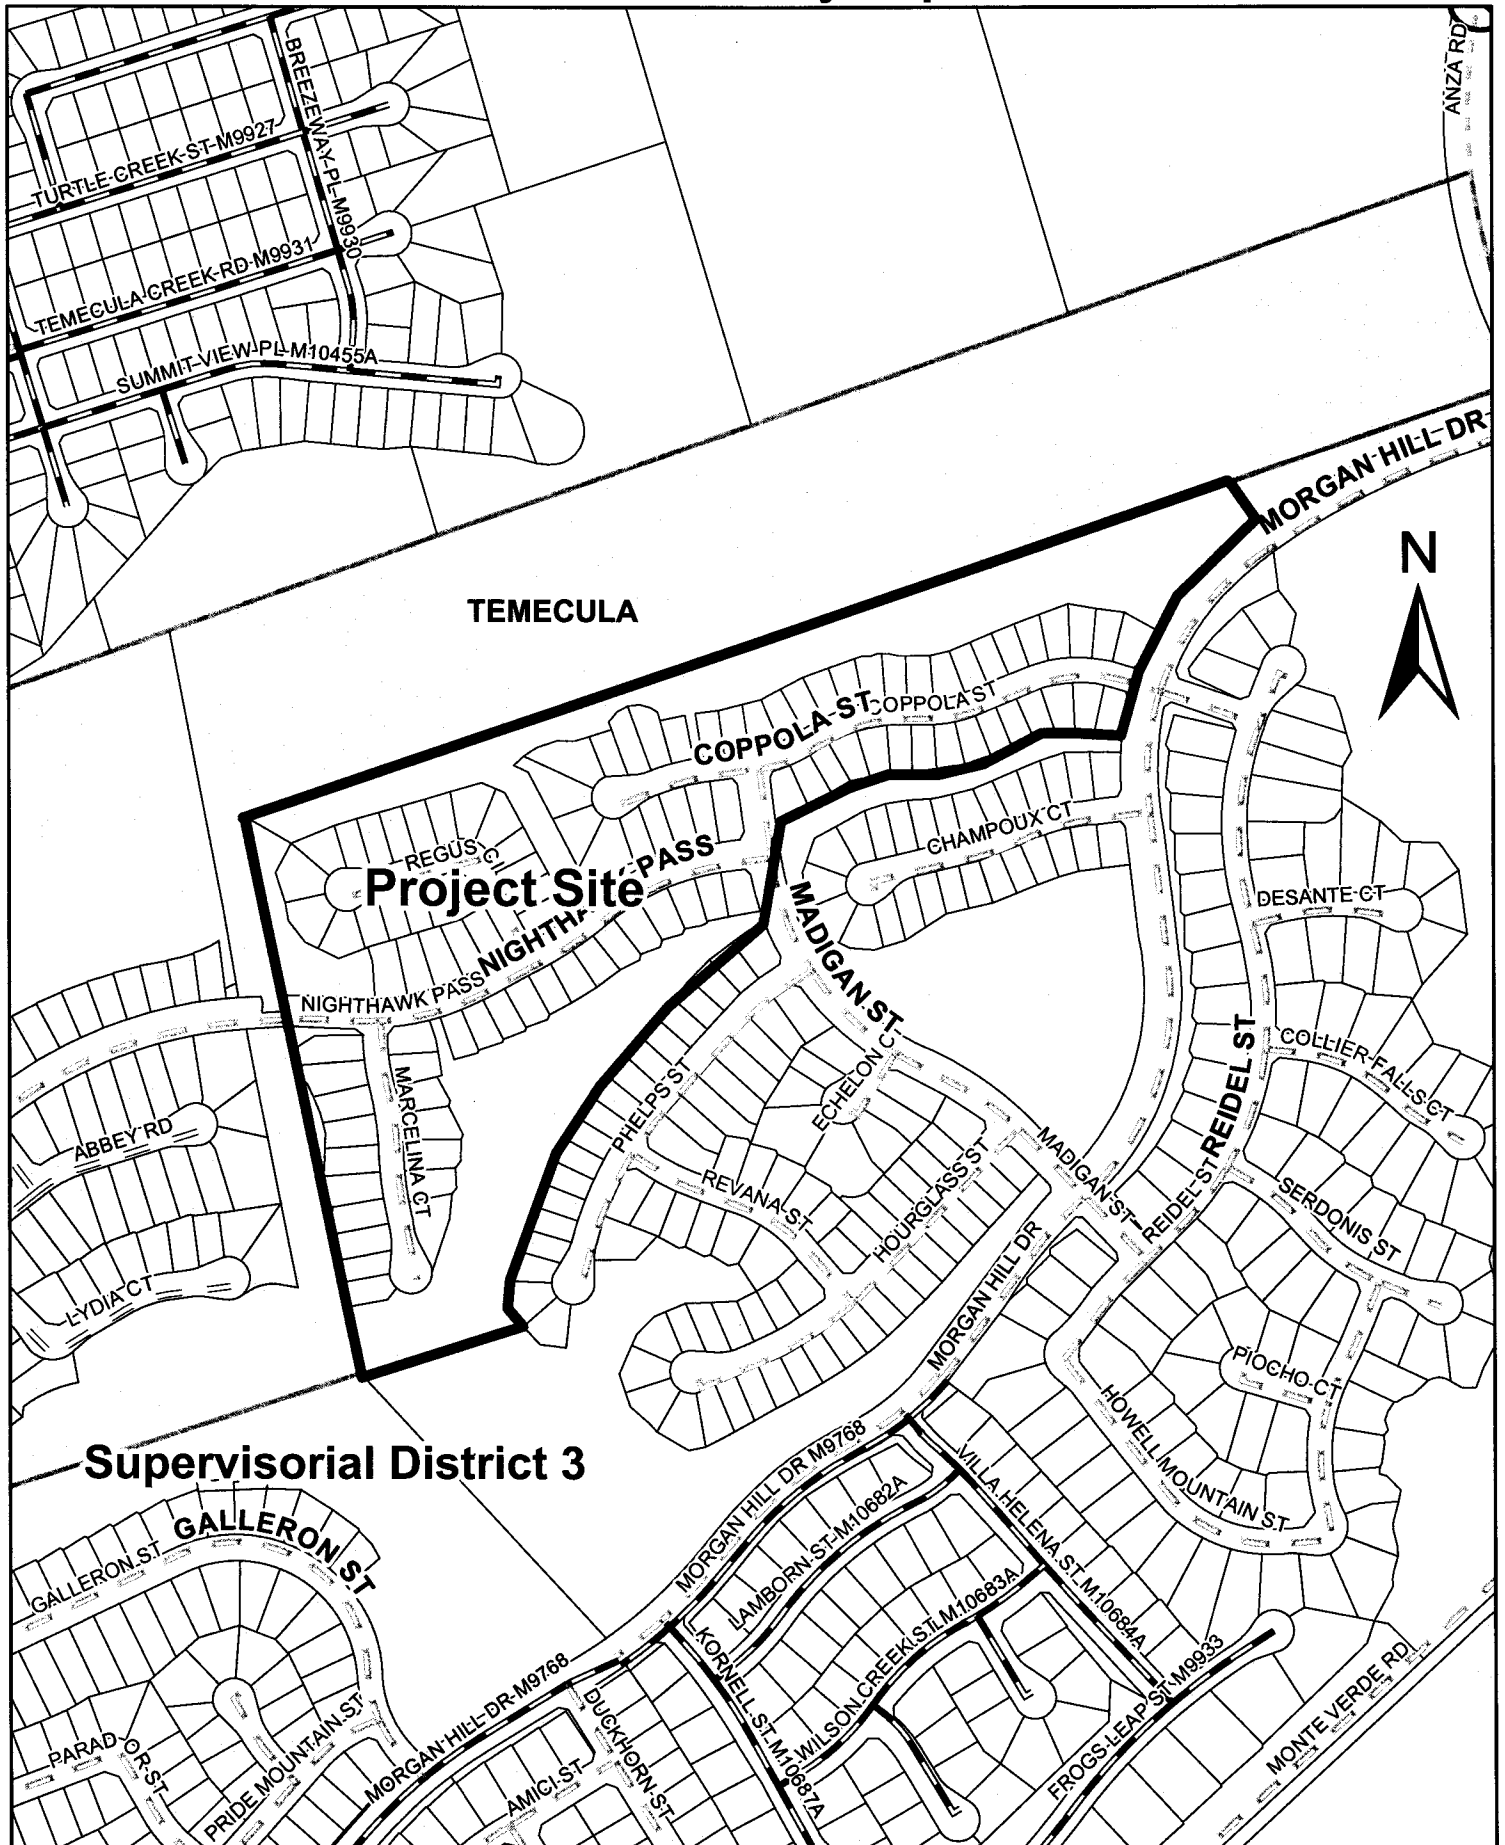 ANZA RD
BREEZEWAY-PL-M9930
TURTLE-CREEK-ST-M9927
TEMECULA-CREEK-RD-M9931
SUMMIT-VIEW-PL-M10455A
MORGAN-HILL-DR
N
TEMECULA
COPPOLA ST
COPPOLA ST
CHAMPOUX CT
REGUS
Project Site
PASS
NIGHTHAWK PASS
MADIGAN ST
DESANTE-CT
ECHELON C
REIDEL ST
COLLIER-FALLS-CT
PHELPS ST
MARCELINA CT
ABBEY RD
REVANA-ST
HOURGLASS ST
MADIGAN-ST
REIDEL-ST
SERDONIS ST
LYDIA CT
MORGAN HILL DR
PIOCHO-CT
HOWELL MOUNTAIN ST
Supervisorial District 3
MORGAN HILL DR M9768
VILLA HELENA ST M10684A
LAMBORN-ST-M10682A
GALLERON ST
GALLERON-ST
WILSON CREEK ST M10683A
KORNELL ST M10687A
FROGS-LEAP ST-M9933
MONTE VERDE RD
MORGAN-HILL-DR-M9768
DUCKHORN-ST
AMICI-ST
PRIDE MOUNTAIN ST
PARAD
OR-ST